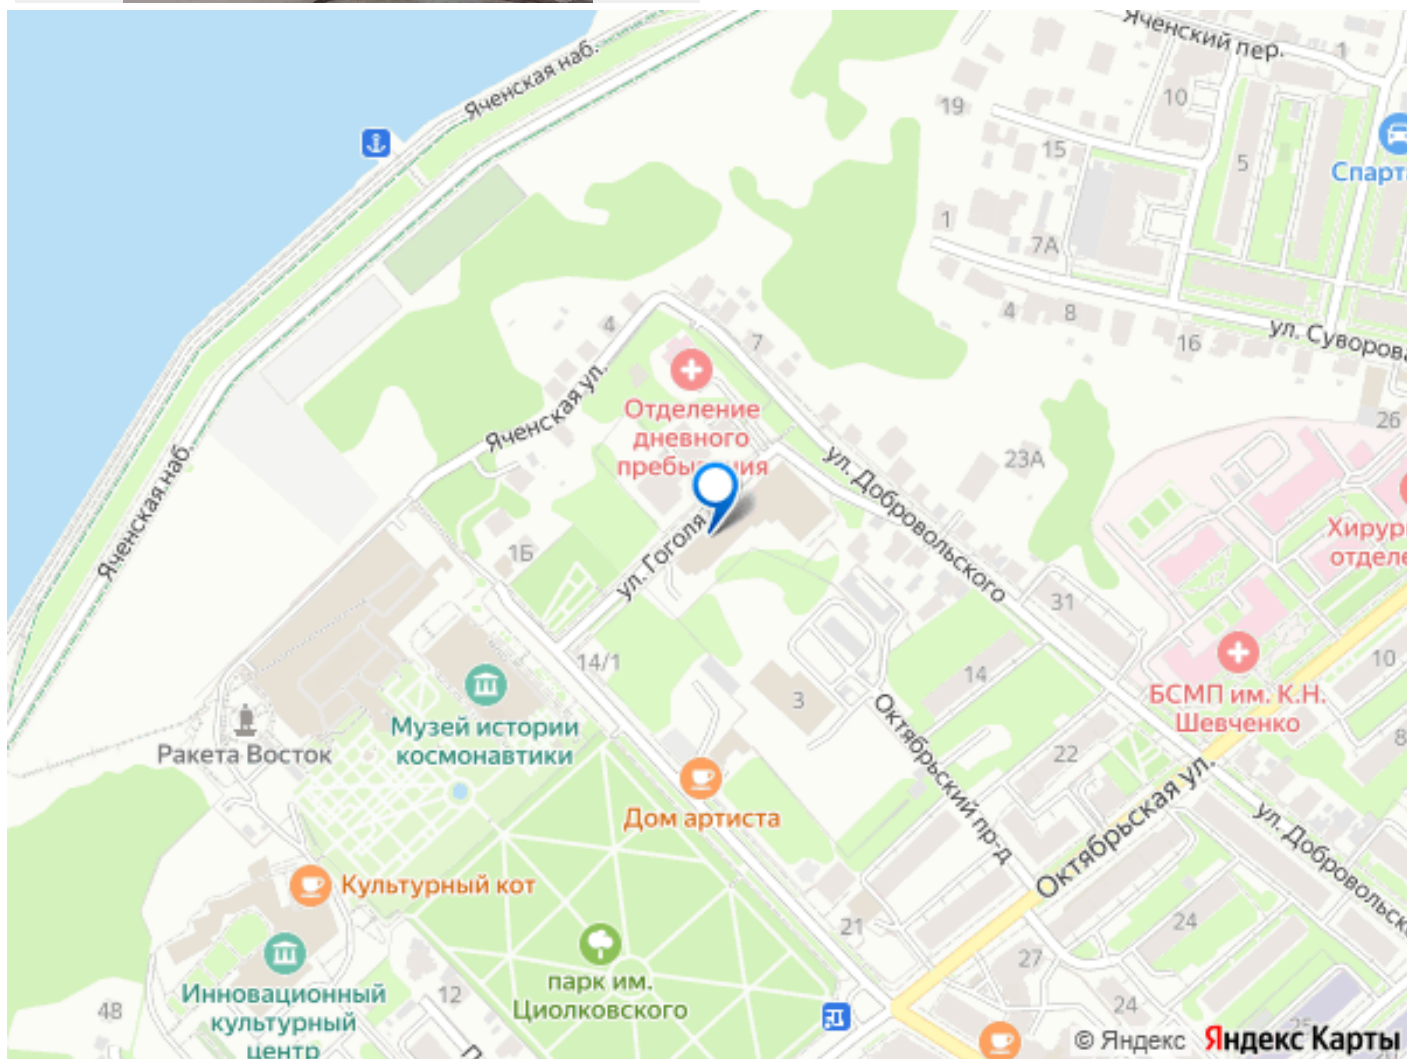 Яченский пер.
1
Яченская наб.
10
19
15
5
Спарт
1
7А
4
8
ул. Суворова
16
4
7
26
Отделение
дневного
пребывания
Яченская ул.
ул. Добровольского
23А
Яченская наб.
ул. Гоголя
1Б
Хирур
отделе
31
14/1
14
3
БСМП им. К.Н.
Шевченко
10
8
Музей истории
космонавтики
Ракета Восток
Октябрьский пр-д
22
Октябрьская ул.
Дом артиста
ул. Добровольск
Культурный кот
21
24
27
парк им.
Циолковского
Инновационный
культурный
центр
12
48
24
25
© Яндекс Яндекс Карты